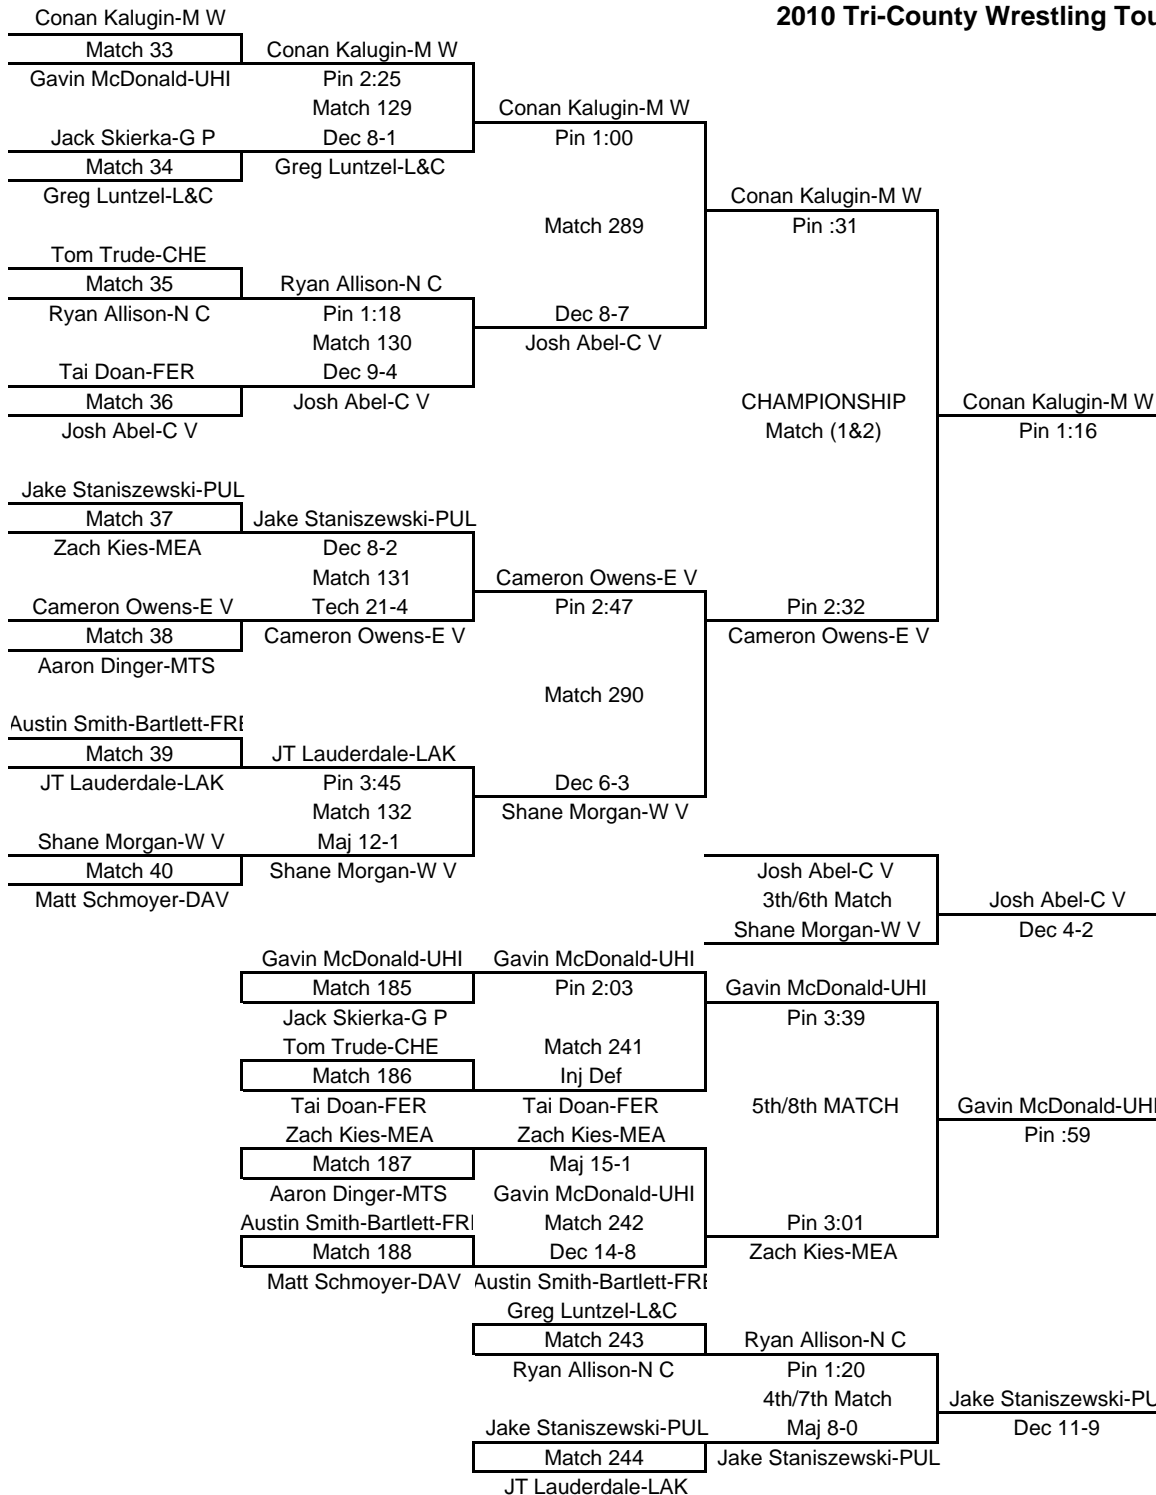 2010 Tri-County Wrestling Tou
Conan Kalugin-M W
Match 33
Conan Kalugin-M W
Gavin McDonald-UHI
Pin 2:25
Match 129
Conan Kalugin-M W
Jack Skierka-G P
Dec 8-1
Pin 1:00
Match 34
Greg Luntzel-L&C
Greg Luntzel-L&C
Conan Kalugin-M W
Match 289
Pin :31
Tom Trude-CHE
Match 35
Ryan Allison-N C
Ryan Allison-N C
Pin 1:18
Dec 8-7
Match 130
Josh Abel-C V
Tai Doan-FER
Dec 9-4
Match 36
Josh Abel-C V
CHAMPIONSHIP
Conan Kalugin-M W
Josh Abel-C V
Match (1&2)
Pin 1:16
Jake Staniszewski-PUL
Match 37
Jake Staniszewski-PUL
Zach Kies-MEA
Dec 8-2
Match 131
Cameron Owens-E V
Cameron Owens-E V
Tech 21-4
Pin 2:47
Pin 2:32
Match 38
Cameron Owens-E V
Cameron Owens-E V
Aaron Dinger-MTS
Match 290
Austin Smith-Bartlett-FRE
Match 39
JT Lauderdale-LAK
JT Lauderdale-LAK
Pin 3:45
Dec 6-3
Match 132
Shane Morgan-W V
Shane Morgan-W V
Maj 12-1
Match 40
Shane Morgan-W V
Josh Abel-C V
Matt Schmoyer-DAV
3th/6th Match
Josh Abel-C V
Shane Morgan-W V
Dec 4-2
Gavin McDonald-UHI
Gavin McDonald-UHI
Match 185
Pin 2:03
Gavin McDonald-UHI
Jack Skierka-G P
Pin 3:39
Tom Trude-CHE
Match 241
Match 186
Inj Def
Tai Doan-FER
Tai Doan-FER
5th/8th MATCH
Gavin McDonald-UHI
Zach Kies-MEA
Zach Kies-MEA
Pin :59
Match 187
Maj 15-1
Aaron Dinger-MTS
Gavin McDonald-UHI
Austin Smith-Bartlett-FRE
Match 242
Pin 3:01
Match 188
Dec 14-8
Zach Kies-MEA
Matt Schmoyer-DAV
Austin Smith-Bartlett-FRE
Greg Luntzel-L&C
Match 243
Ryan Allison-N C
Ryan Allison-N C
Pin 1:20
4th/7th Match
Jake Staniszewski-PU
Jake Staniszewski-PUL
Maj 8-0
Dec 11-9
Match 244
Jake Staniszewski-PUL
JT Lauderdale-LAK